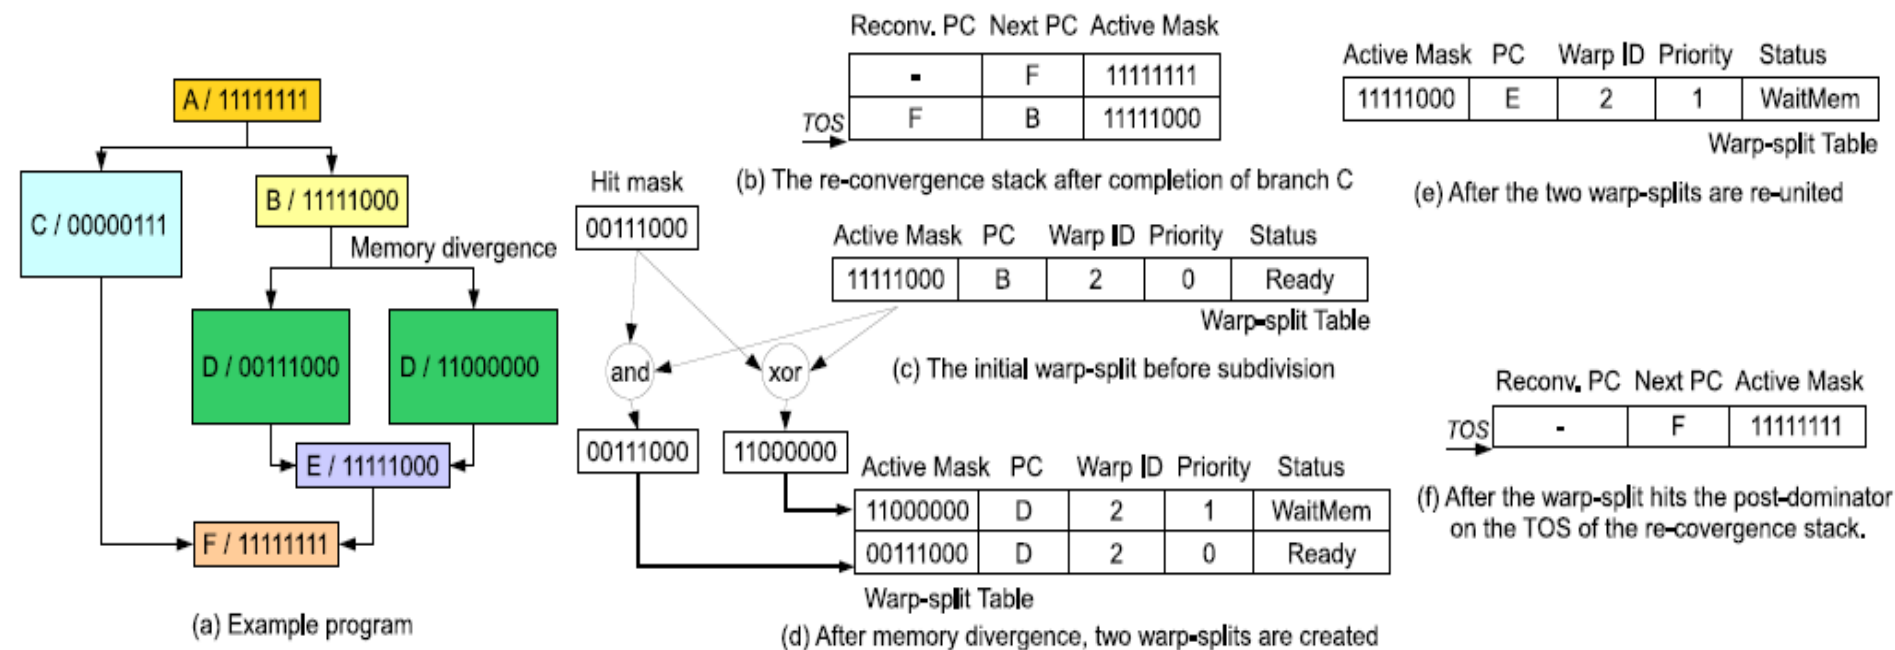 A / 11111111
C / 00000111
B / 11111000
Memory divergence
D / 00111000
D / 11000000
E / 11111000
F / 11111111
(a) Example program
Reconv. PC Next PC Active Mask
- F 11111111
TOS F B 11111000
(b) The re-convergence stack after completion of branch C
Hit mask
00111000
Active Mask PC Warp ID Priority Status
11111000 B 2 0 Ready
Warp-split Table
(c) The initial warp-split before subdivision
and
xor
00111000
11000000
Active Mask PC Warp ID Priority Status
11000000 D 2 1 WaitMem
00111000 D 2 0 Ready
Warp-split Table
(d) After memory divergence, two warp-splits are created
Active Mask PC Warp ID Priority Status
11111000 E 2 1 WaitMem
Warp-split Table
(e) After the two warp-splits are re-united
Reconv. PC Next PC Active Mask
TOS - F 11111111
(f) After the warp-split hits the post-dominator
on the TOS of the re-covergence stack.